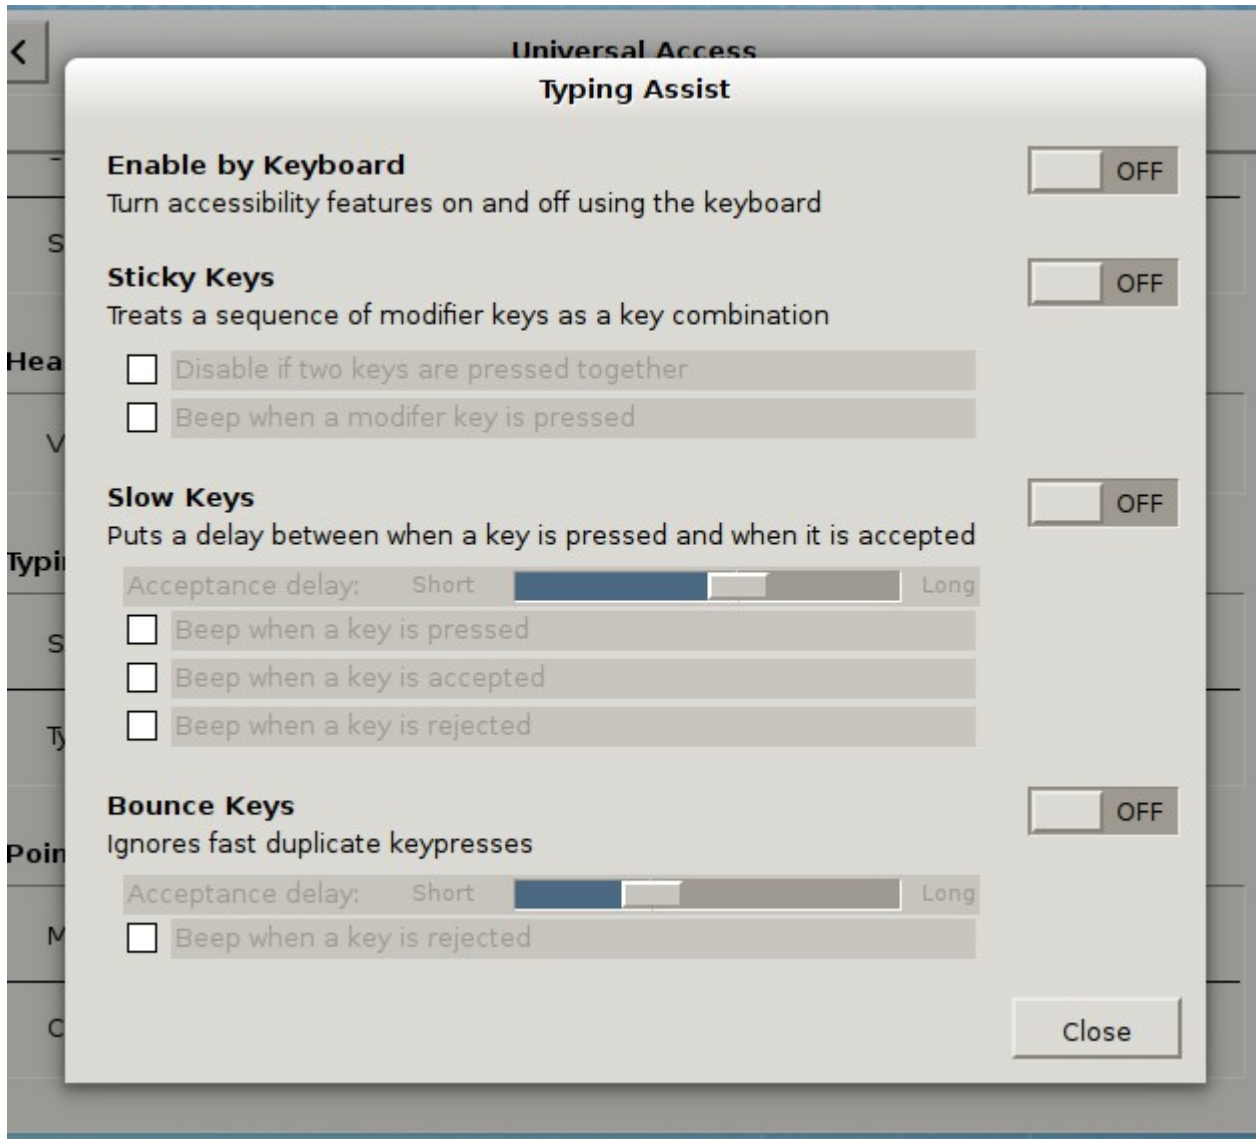 Universal Access
Typing Assist
Enable by Keyboard
OFF
Turn accessibility features on and off using the keyboard
Sticky Keys
OFF
Treats a sequence of modifier keys as a key combination
Disable if two keys are pressed together
Beep when a modifer key is pressed
Slow Keys
OFF
Puts a delay between when a key is pressed and when it is accepted
Acceptance delay: Short Long
Beep when a key is pressed
Beep when a key is accepted
Beep when a key is rejected
Bounce Keys
OFF
Ignores fast duplicate keypresses
Acceptance delay: Short Long
Beep when a key is rejected
Close